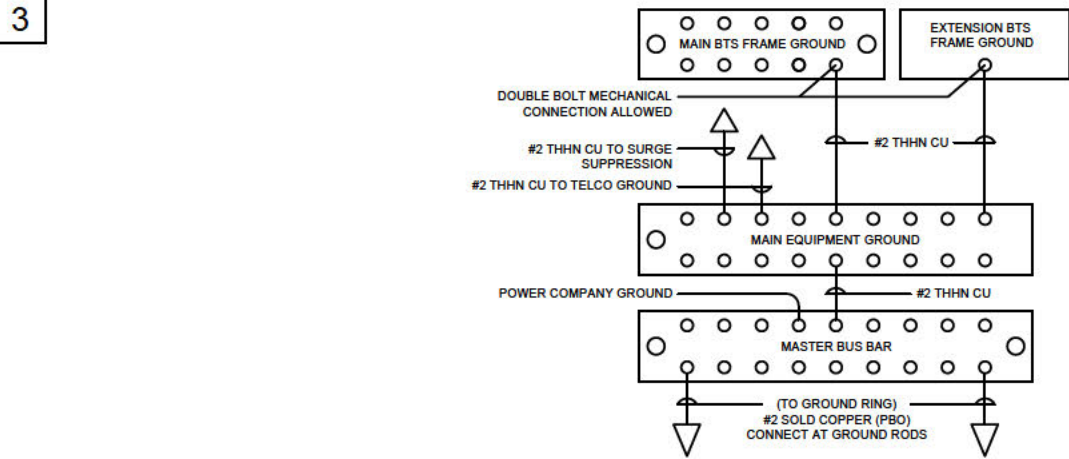 3
MAIN BTS FRAME GROUND
EXTENSION BTS
FRAME GROUND
DOUBLE BOLT MECHANICAL
CONNECTION ALLOWED
#2 THHN CU TO SURGE
SUPPRESSION
#2 THHN CU
#2 THHN CU TO TELCO GROUND
MAIN EQUIPMENT GROUND
POWER COMPANY GROUND
#2 THHN CU
MASTER BUS BAR
(TO GROUND RING)
#2 SOLD COPPER (PBO)
CONNECT AT GROUND RODS